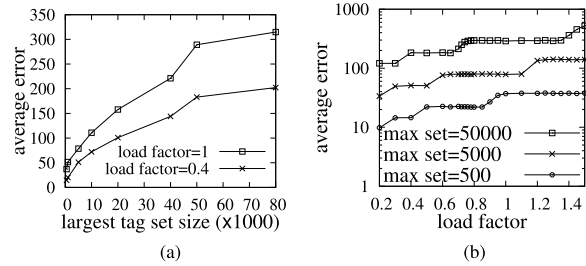 350
300
250
200
150
100
50
0
average error
load factor=1
load factor=0.4
0 10 20 30 40 50 60 70 80
largest tag set size (x1000)
(a)
1000
100
10
1
average error
max set=50000
max set=5000
max set=500
0.2 0.4 0.6 0.8 1 1.2 1.4
load factor
(b)